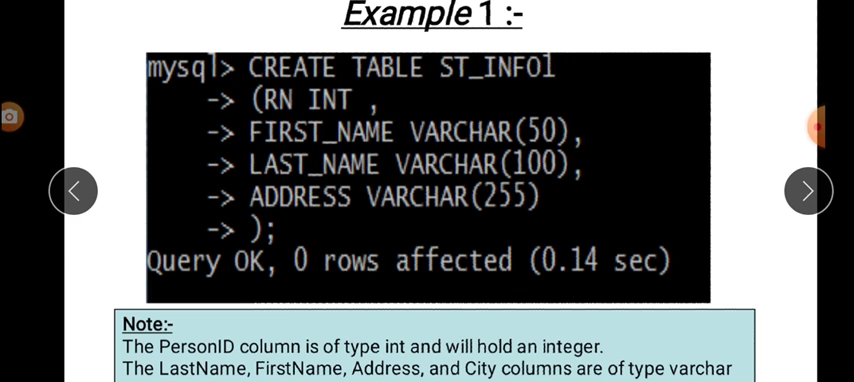 Example 1 :-
mysql> CREATE TABLE ST_INFO1
-> (RN INT ,
-> FIRST_NAME VARCHAR(50),
-> LAST_NAME VARCHAR(100),
-> ADDRESS VARCHAR(255)
-> );
Query OK, 0 rows affected (0.14 sec)
Note:-
The PersonID column is of type int and will hold an integer.
The LastName, FirstName, Address, and City columns are of type varchar